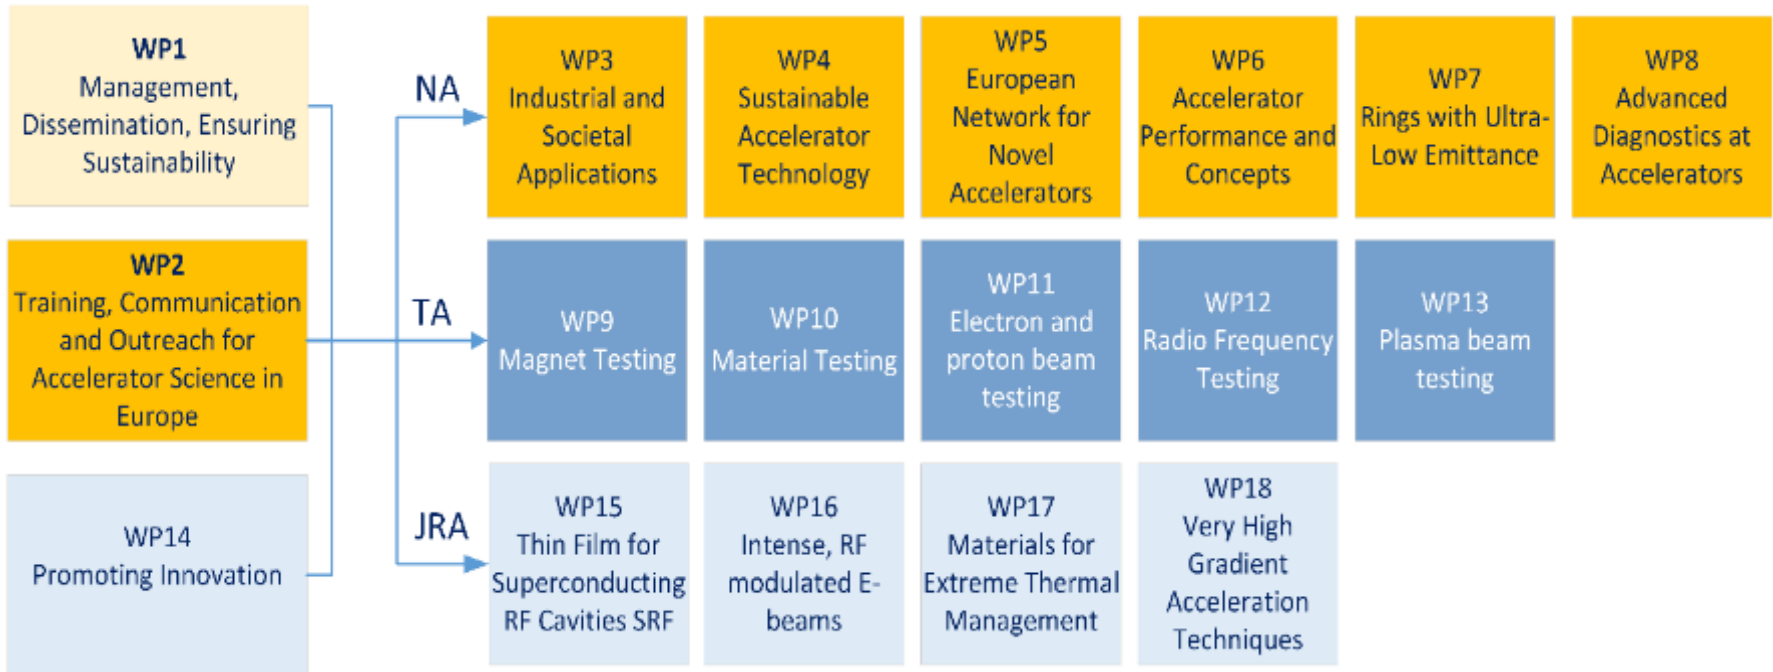 WP1
Management,
Dissemination, Ensuring
Sustainability
WP2
Training, Communication
and Outreach for
Accelerator Science in
Europe
WP14
Promoting Innovation
NA
WP3
Industrial and
Societal
Applications
WP4
Sustainable
Accelerator
Technology
WP5
European
Network for
Novel
Accelerators
WP6
Accelerator
Performance and
Concepts
WP7
Rings with Ultra-
Low Emittance
WP8
Advanced
Diagnostics at
Accelerators
TA
WP9
Magnet Testing
WP10
Material Testing
WP11
Electron and
proton beam
testing
WP12
Radio Frequency
Testing
WP13
Plasma beam
testing
JRA
WP15
Thin Film for
Superconducting
RF Cavities SRF
WP16
Intense, RF
modulated E-
beams
WP17
Materials for
Extreme Thermal
Management
WP18
Very High
Gradient
Acceleration
Techniques